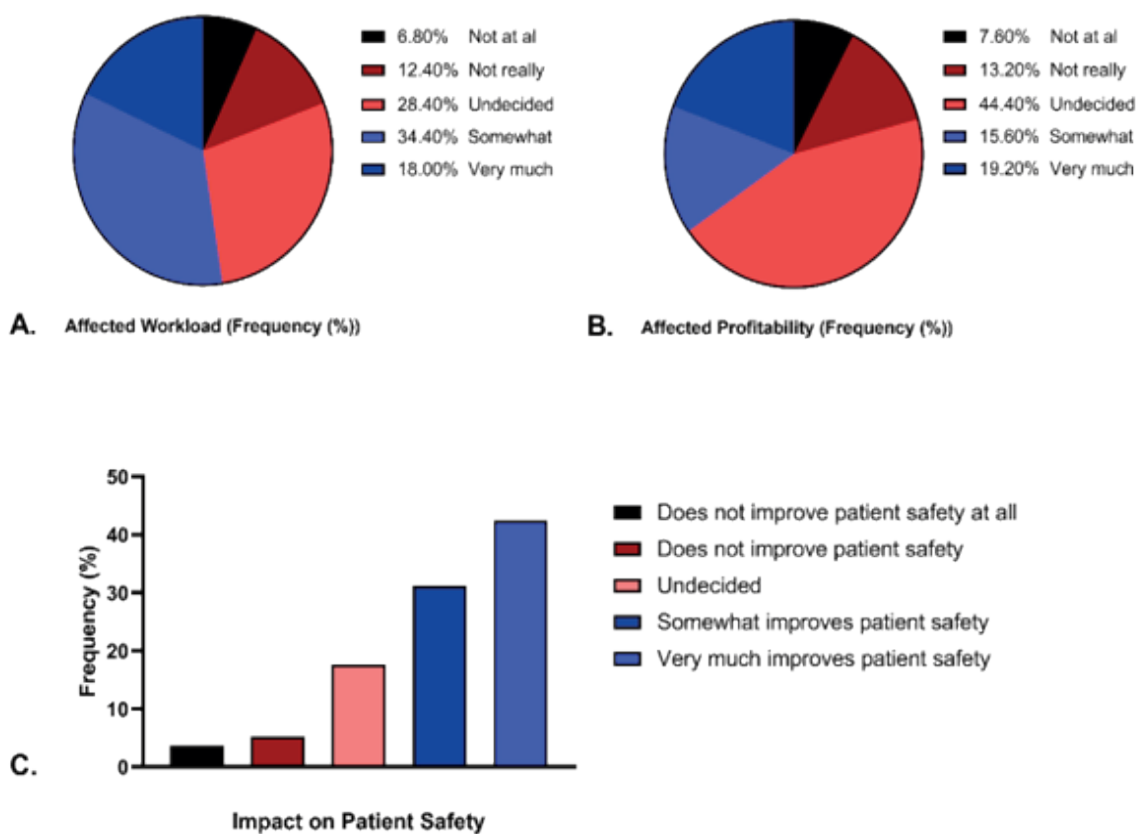 6.80% Not at al
12.40% Not really
28.40% Undecided
34.40% Somewhat
18.00% Very much
A. Affected Workload (Frequency (%))
7.60% Not at al
13.20% Not really
44.40% Undecided
15.60% Somewhat
19.20% Very much
B. Affected Profitability (Frequency (%))
50
40
30
20
10
0
Frequency (%)
Does not improve patient safety at all
Does not improve patient safety
Undecided
Somewhat improves patient safety
Very much improves patient safety
C.
Impact on Patient Safety